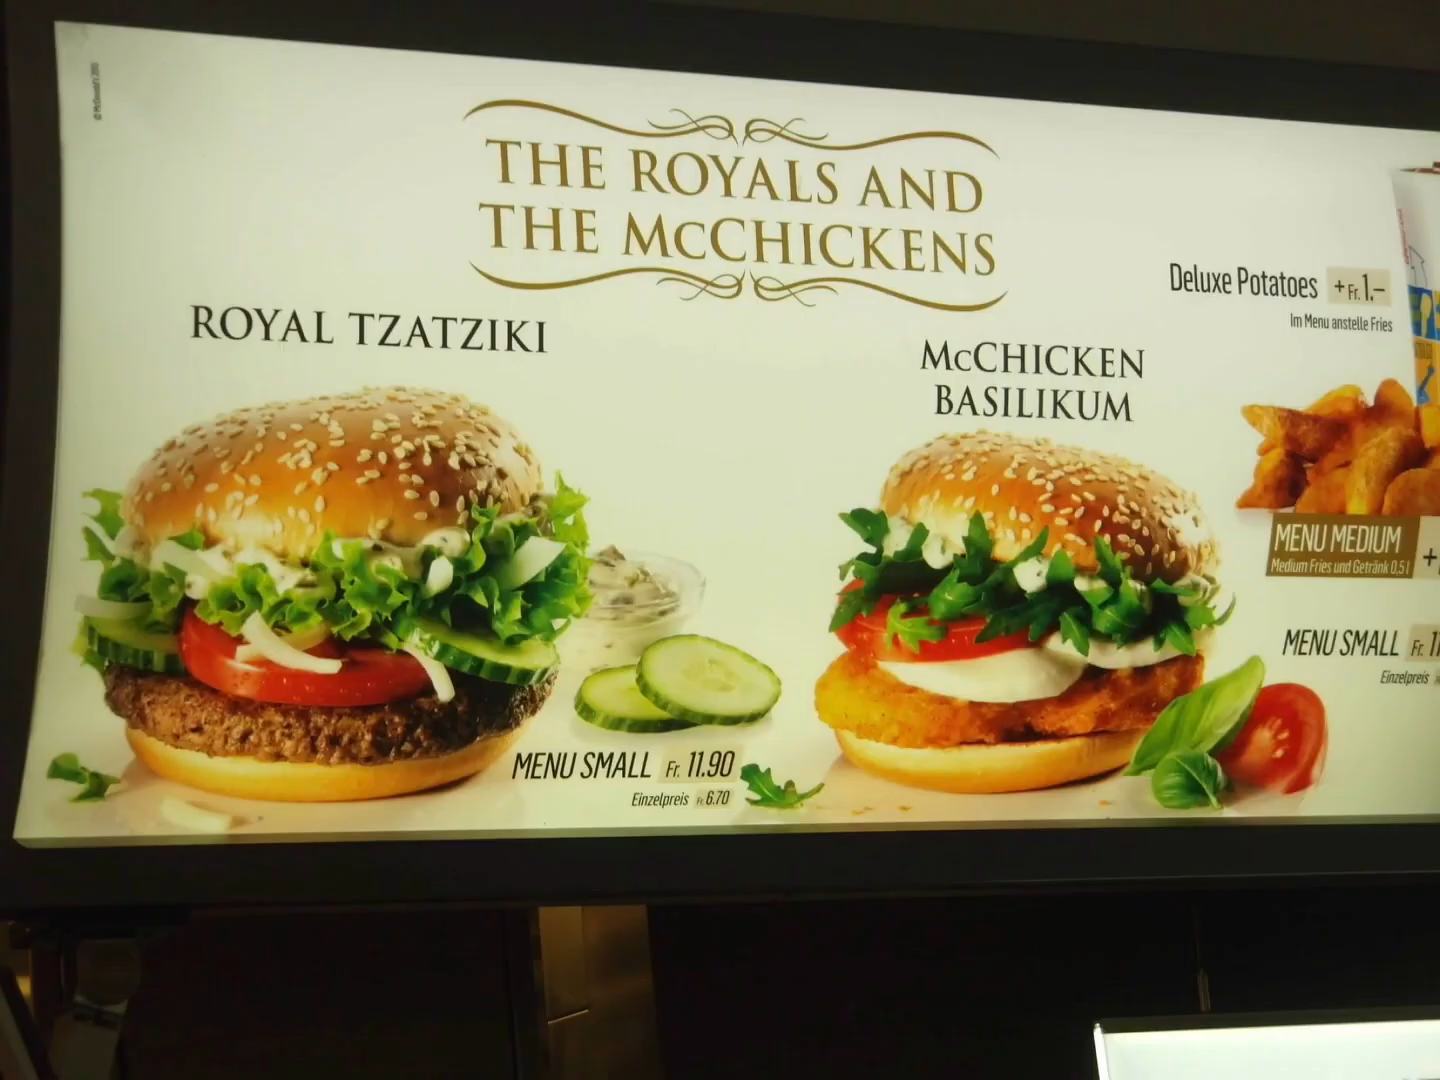 © McDonald's 2015
THE ROYALS AND
THE McCHICKENS
ROYAL TZATZIKI
McCHICKEN
BASILIKUM
Deluxe Potatoes + Fr. 1.–
Im Menu anstelle Fries
MENU MEDIUM +
Medium Fries und Getränk 0,5 l
MENU SMALL Fr.
Einzelpreis
MENU SMALL Fr. 11.90
Einzelpreis Fr. 6.70